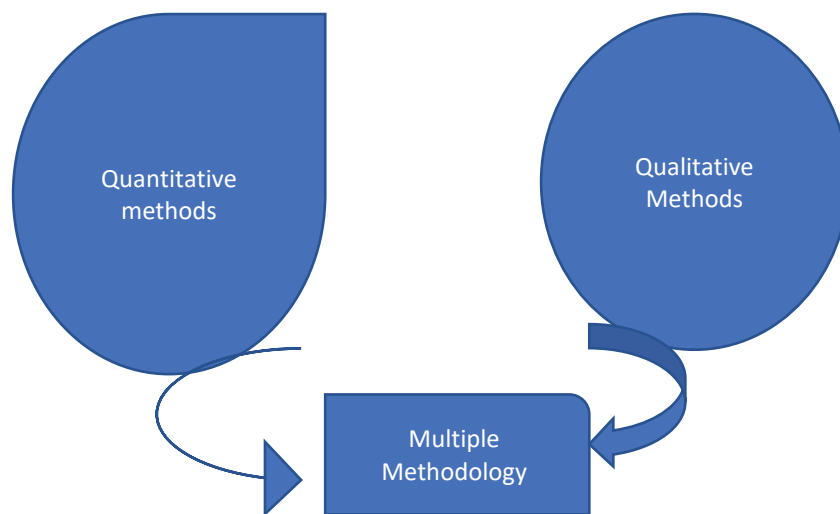 Quantitative
methods
Qualitative
Methods
Multiple
Methodology